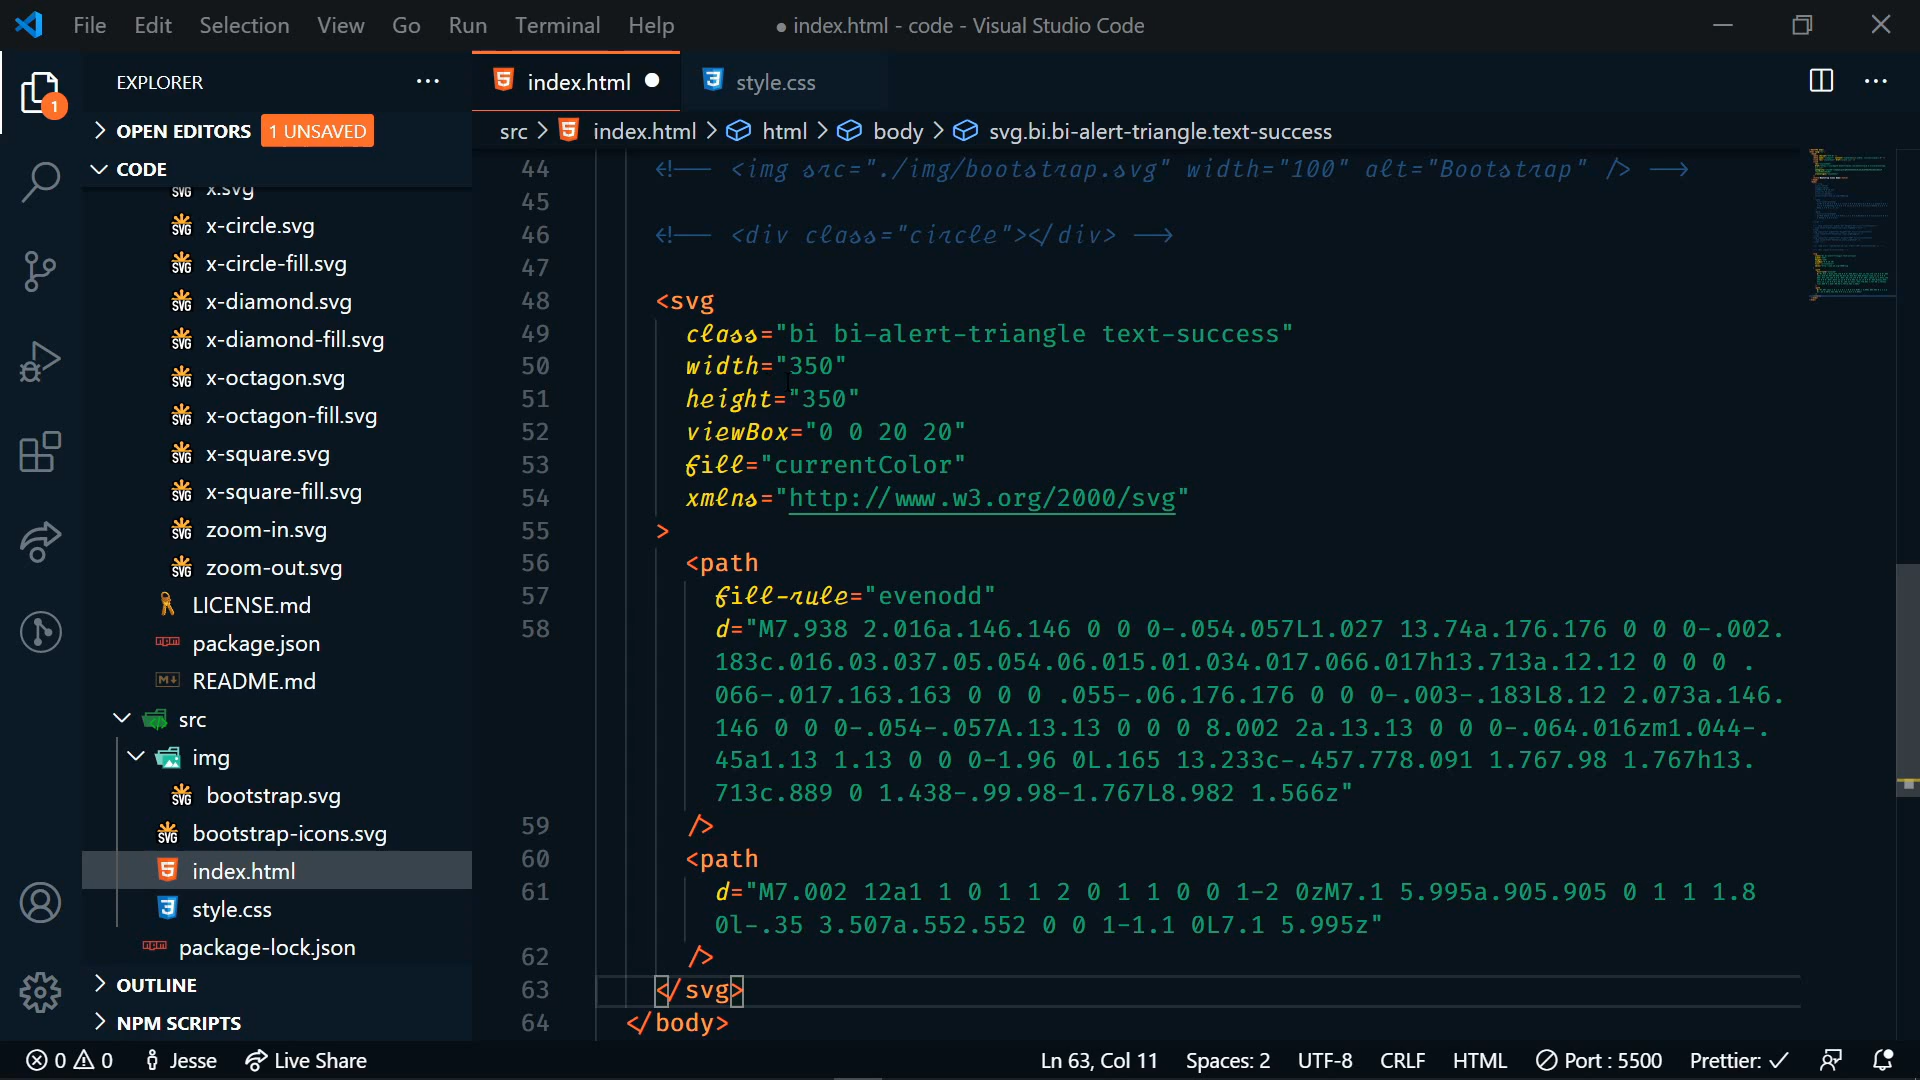 File Edit Selection View Go Run Terminal Help ● index.html - code - Visual Studio Code
EXPLORER
OPEN EDITORS 1 UNSAVED
CODE
x.svg
x-circle.svg
x-circle-fill.svg
x-diamond.svg
x-diamond-fill.svg
x-octagon.svg
x-octagon-fill.svg
x-square.svg
x-square-fill.svg
zoom-in.svg
zoom-out.svg
LICENSE.md
package.json
README.md
src
img
bootstrap.svg
bootstrap-icons.svg
index.html
style.css
package-lock.json
OUTLINE
NPM SCRIPTS
1
index.html ● style.css
src > index.html > html > body > svg.bi.bi-alert-triangle.text-success
44 <!-- <img src="./img/bootstrap.svg" width="100" alt="Bootstrap" /> -->
45
46 <!-- <div class="circle"></div> -->
47
48 <svg
49 class="bi bi-alert-triangle text-success"
50 width="350"
51 height="350"
52 viewBox="0 0 20 20"
53 fill="currentColor"
54 xmlns="http://www.w3.org/2000/svg"
55 >
56 <path
57 fill-rule="evenodd"
58 d="M7.938 2.016a.146.146 0 0 0-.054.057L1.027 13.74a.176.176 0 0 0-.002.
183c.016.03.037.05.054.06.015.01.034.017.066.017h13.713a.12.12 0 0 0 .
066-.017.163.163 0 0 0 .055-.06.176.176 0 0 0-.003-.183L8.12 2.073a.146.
146 0 0 0-.054-.057A.13.13 0 0 0 8.002 2a.13.13 0 0 0-.064.016zm1.044-.
45a1.13 1.13 0 0 0-1.96 0L.165 13.233c-.457.778.091 1.767.98 1.767h13.
713c.889 0 1.438-.99.98-1.767L8.982 1.566z"
59 />
60 <path
61 d="M7.002 12a1 1 0 1 1 2 0 1 1 0 0 1-2 0zM7.1 5.995a.905.905 0 1 1 1.8
0l-.35 3.507a.552.552 0 0 1-1.1 0L7.1 5.995z"
62 />
63 </svg>
64 </body>
0 0 Jesse Live Share Ln 63, Col 11 Spaces: 2 UTF-8 CRLF HTML Port : 5500 Prettier: ✓